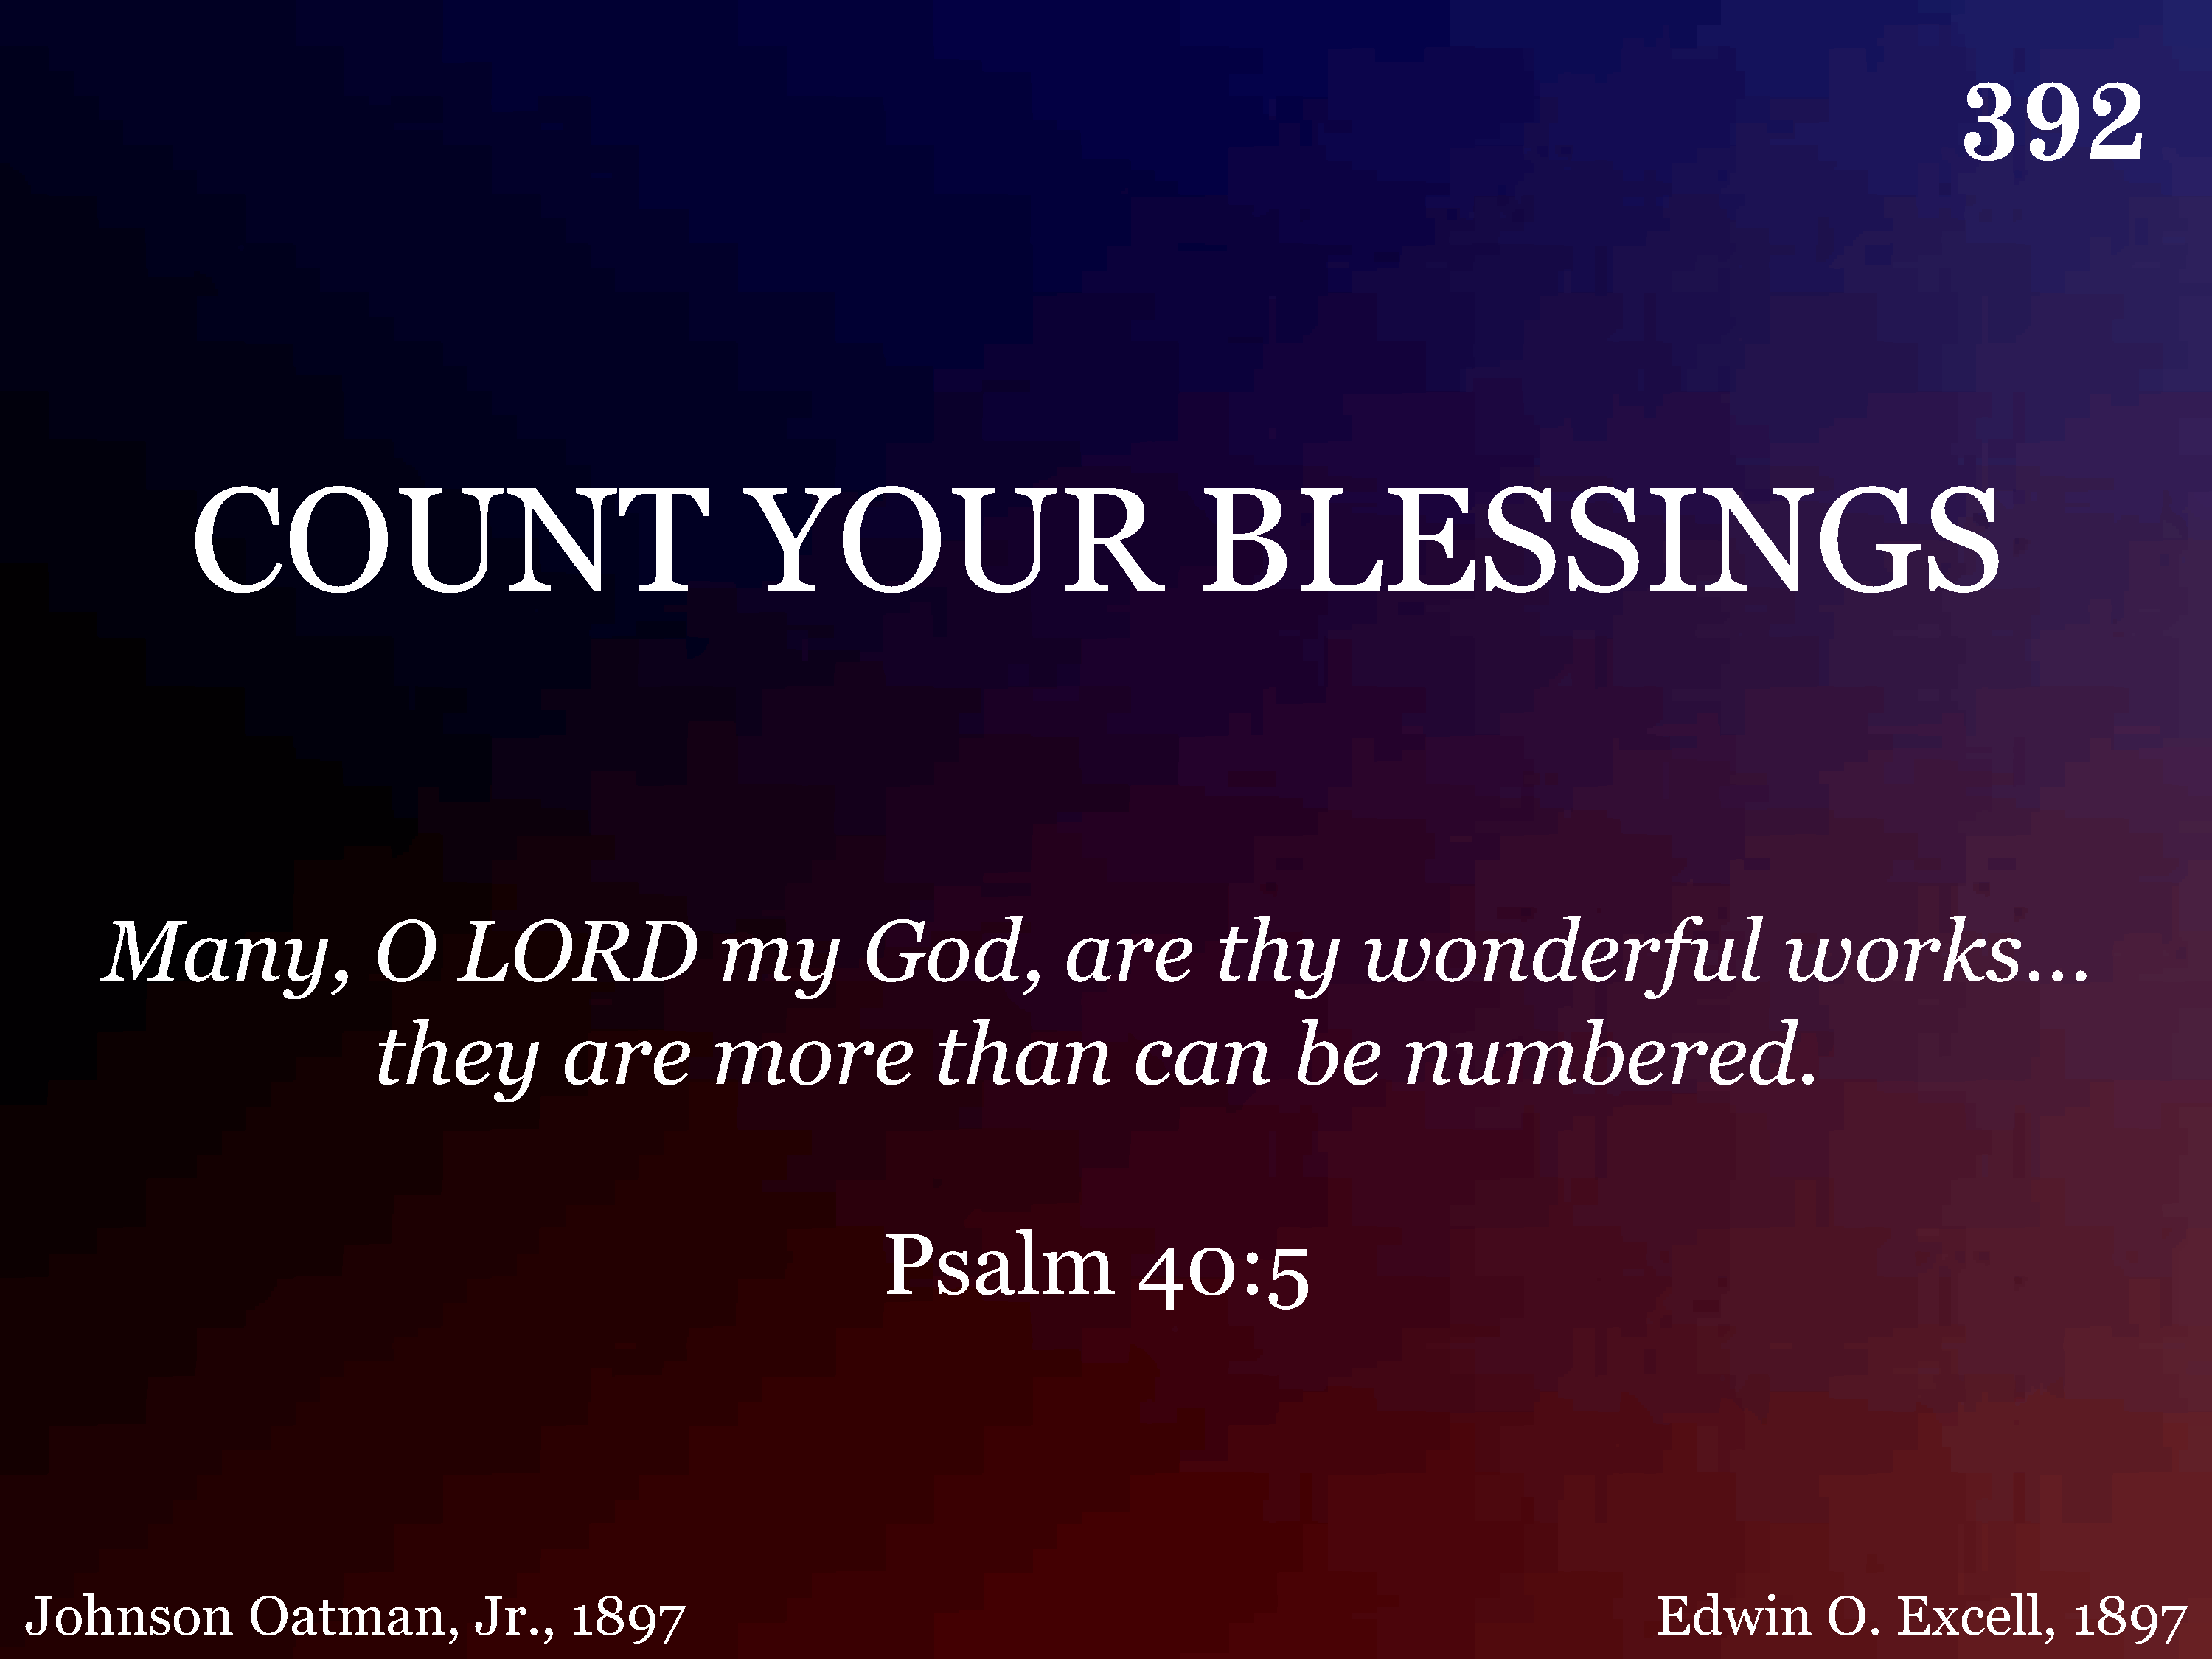 392
COUNT YOUR BLESSINGS
Many, O LORD my God, are thy wonderful works...
they are more than can be numbered.
Psalm 40:5
Johnson Oatman, Jr., 1897
Edwin O. Excell, 1897